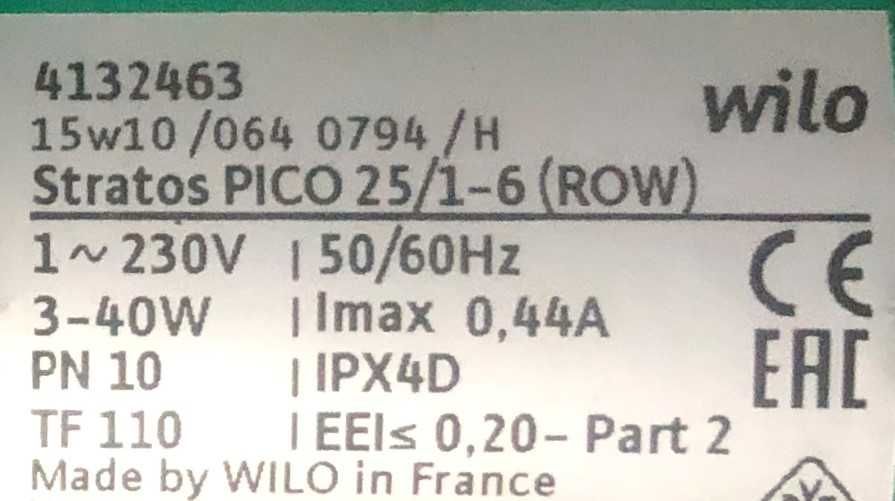 4132463
wilo
15w10 /064 0794 / H
Stratos PICO 25/1-6 (ROW)
1 ~ 230V | 50/60Hz
3-40W | Imax 0,44A
PN 10 | IPX4D
TF 110 | EEI≤ 0,20- Part 2
Made by WILO in France
CE
EAC